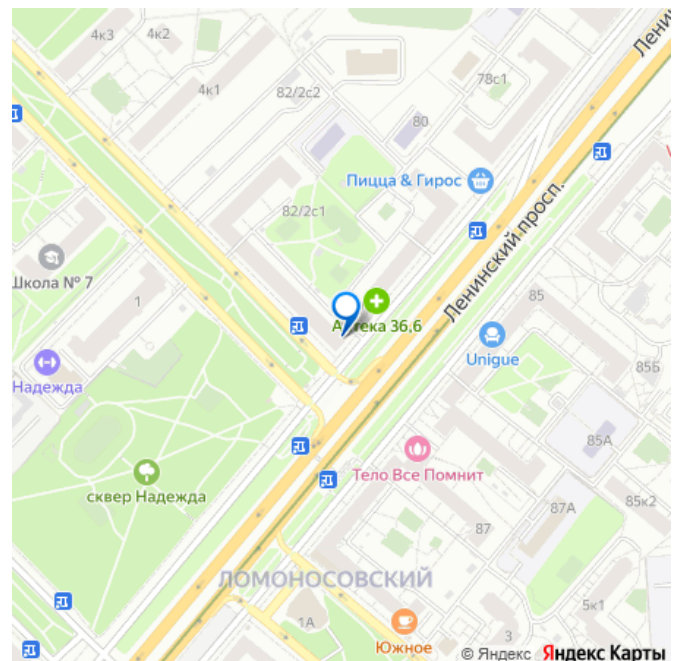 4к3
4к2
Ленин
78с1
4к1
82/2с2
80
Пицца & Гирос
82/2с1
Ленинский просп.
Школа № 7
1
85
Аптека 36,6
Unigue
Надежда
85Б
85А
Тело Все Помнит
сквер Надежда
85к2
87А
87
ЛОМОНОСОВСКИЙ
5к1
1А
3
Южное
© Яндекс Яндекс Карты